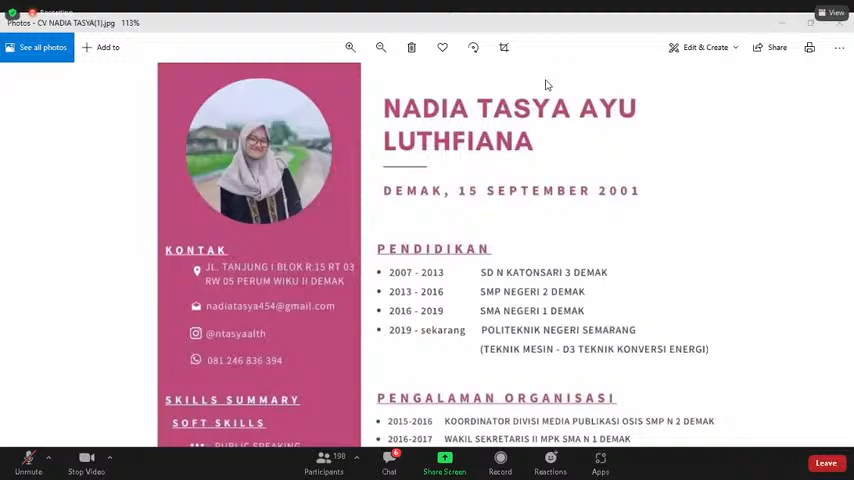 Recording
View
Photos - CV NADIA TASYA(1).jpg 113%
See all photos
Add to
Edit & Create
Share
NADIA TASYA AYU
LUTHFIANA
DEMAK, 15 SEPTEMBER 2001
KONTAK
JL. TANJUNG I BLOK R.15 RT 03
RW 05 PERUM WIKU II DEMAK
nadiatasya454@gmail.com
@ntasyaalth
081 246 836 394
SKILLS SUMMARY
SOFT SKILLS
PUBLIC SPEAKING
PENDIDIKAN
2007 - 2013 SD N KATONSARI 3 DEMAK
2013 - 2016 SMP NEGERI 2 DEMAK
2016 - 2019 SMA NEGERI 1 DEMAK
2019 - sekarang POLITEKNIK NEGERI SEMARANG
(TEKNIK MESIN - D3 TEKNIK KONVERSI ENERGI)
PENGALAMAN ORGANISASI
2015-2016 KOORDINATOR DIVISI MEDIA PUBLIKASI OSIS SMP N 2 DEMAK
2016-2017 WAKIL SEKRETARIS II MPK SMA N 1 DEMAK
Unmute
Stop Video
198
Participants
6
Chat
Share Screen
Record
Reactions
Apps
Leave